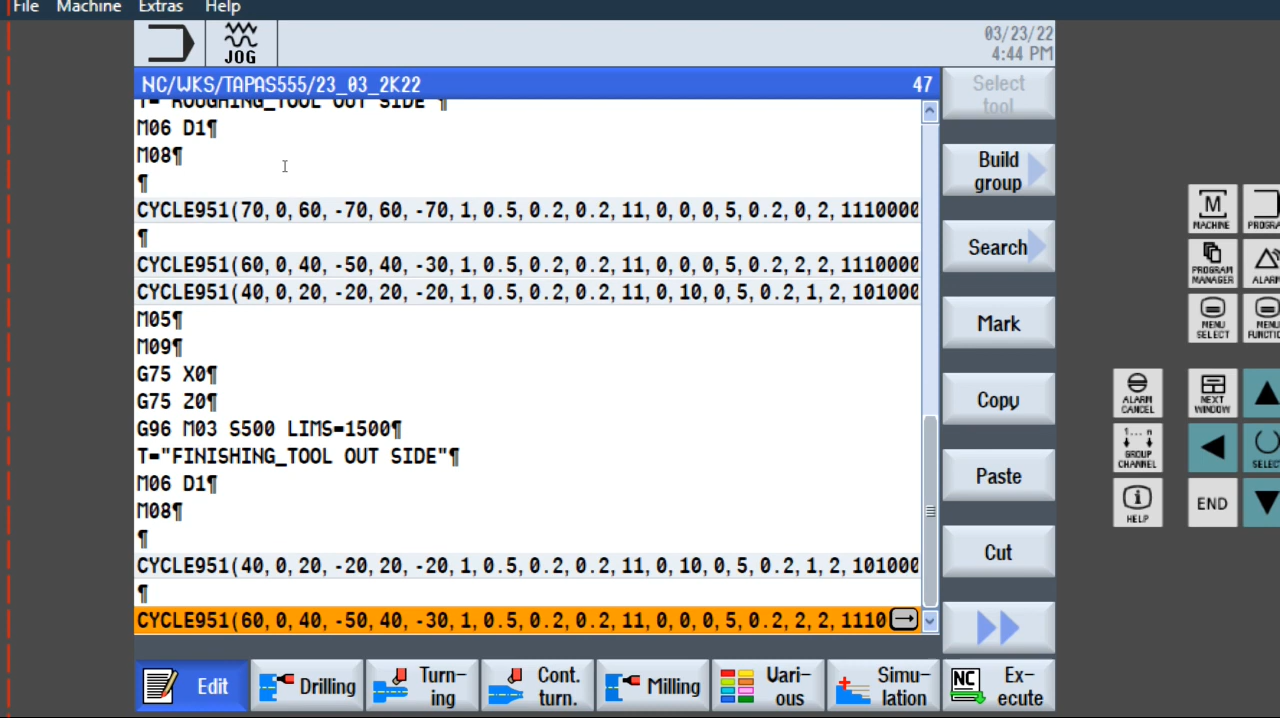 File Machine Extras Help
JOG
03/23/22
4:44 PM
NC/WKS/TAPAS555/23_03_2K22 47
T="ROUGHING_TOOL OUT SIDE"¶
M06 D1¶
M08¶
¶
CYCLE951(70,0,60,-70,60,-70,1,0.5,0.2,0.2,11,0,0,0,5,0.2,0,2,1110000
¶
CYCLE951(60,0,40,-50,40,-30,1,0.5,0.2,0.2,11,0,0,0,5,0.2,2,2,1110000
CYCLE951(40,0,20,-20,20,-20,1,0.5,0.2,0.2,11,0,10,0,5,0.2,1,2,101000
M05¶
M09¶
G75 X0¶
G75 Z0¶
G96 M03 S500 LIMS=1500¶
T="FINISHING_TOOL OUT SIDE"¶
M06 D1¶
M08¶
¶
CYCLE951(40,0,20,-20,20,-20,1,0.5,0.2,0.2,11,0,10,0,5,0.2,1,2,101000
¶
CYCLE951(60,0,40,-50,40,-30,1,0.5,0.2,0.2,11,0,0,0,5,0.2,2,2,1110
Select
tool
Build
group
Search
Mark
Copy
Paste
Cut
Edit
Drilling
Turn-
ing
Cont.
turn.
Milling
Vari-
ous
Simu-
lation
NC
Ex-
ecute
M
MACHINE
PROGRA
PROGRAM
MANAGER
ALARM
MENU
SELECT
MENU
FUNCTIO
ALARM
CANCEL
NEXT
WINDOW
1... n
GROUP
CHANNEL
SELEC
HELP
END